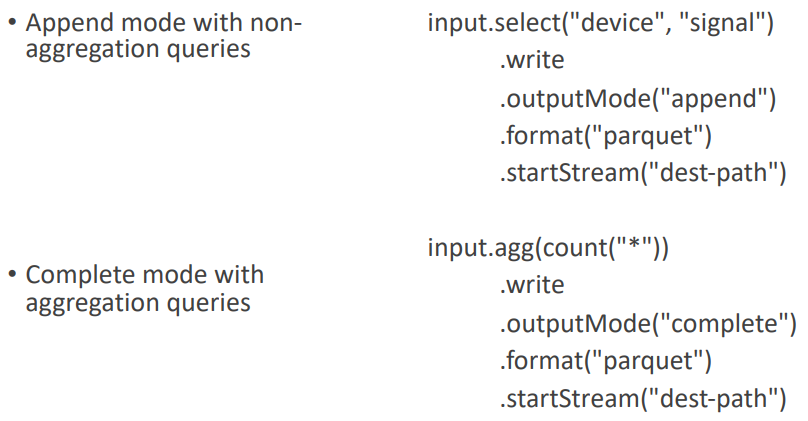 • Append mode with non-
aggregation queries
input.select("device", "signal")
.write
.outputMode("append")
.format("parquet")
.startStream("dest-path")
• Complete mode with
aggregation queries
input.agg(count("*"))
.write
.outputMode("complete")
.format("parquet")
.startStream("dest-path")